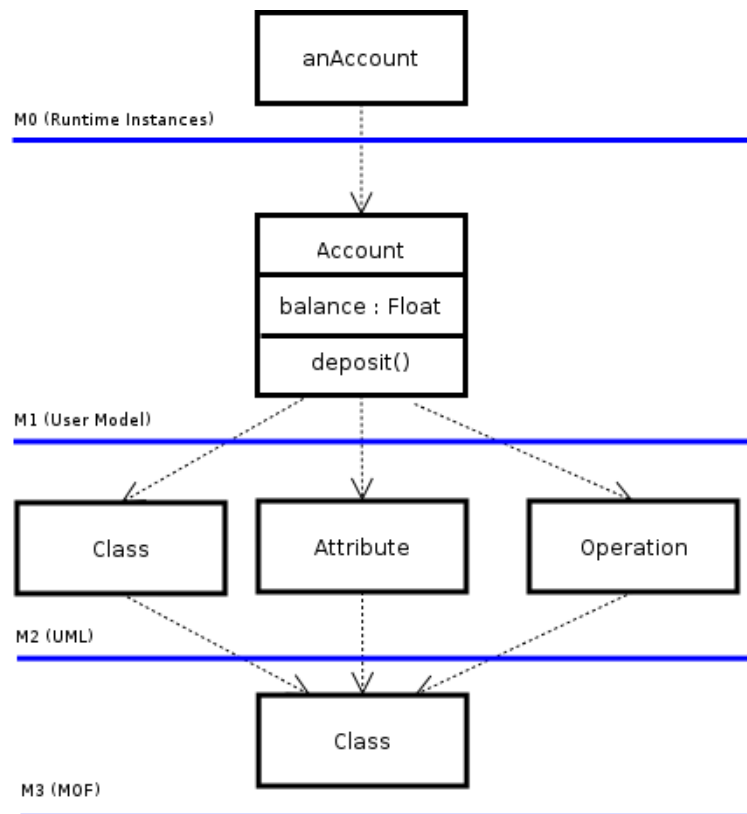 anAccount
M0 (Runtime Instances)
Account
balance : Float
deposit()
M1 (User Model)
Class
Attribute
Operation
M2 (UML)
Class
M3 (MOF)